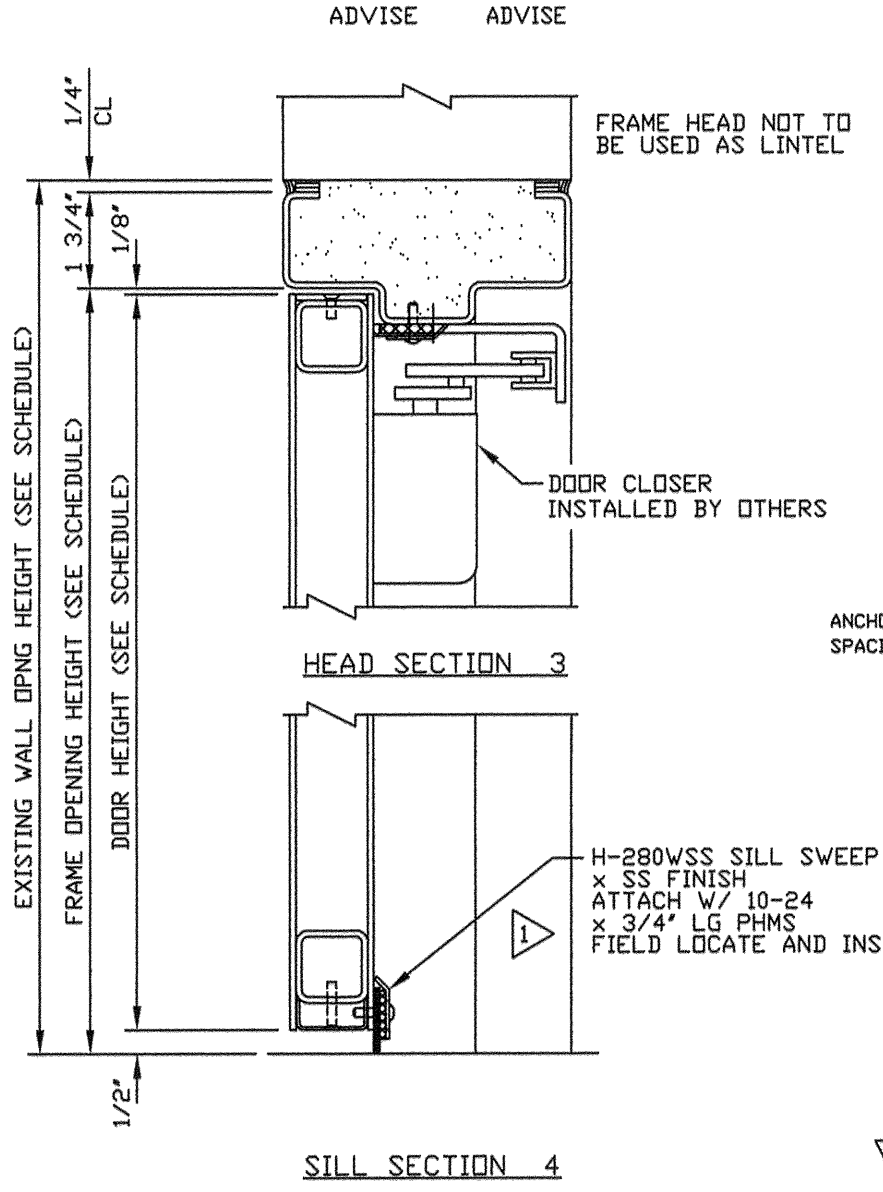 ADVISE ADVISE
1/4"
CL
1 3/4"
1/8"
FRAME HEAD NOT TO
BE USED AS LINTEL
EXISTING WALL OPNG HEIGHT (SEE SCHEDULE)
FRAME OPENING HEIGHT (SEE SCHEDULE)
DOOR HEIGHT (SEE SCHEDULE)
DOOR CLOSER
INSTALLED BY OTHERS
ANCHO
SPACI
HEAD SECTION 3
H-280WSS SILL SWEEP
x SS FINISH
ATTACH W/ 10-24
x 3/4" LG PHMS
FIELD LOCATE AND INS
1
1/2"
SILL SECTION 4